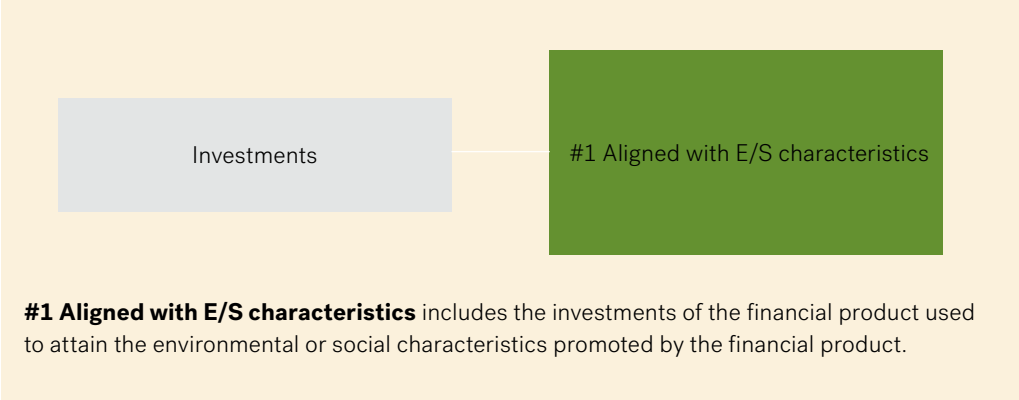 Investments
#1 Aligned with E/S characteristics
#1 Aligned with E/S characteristics includes the investments of the financial product used
to attain the environmental or social characteristics promoted by the financial product.